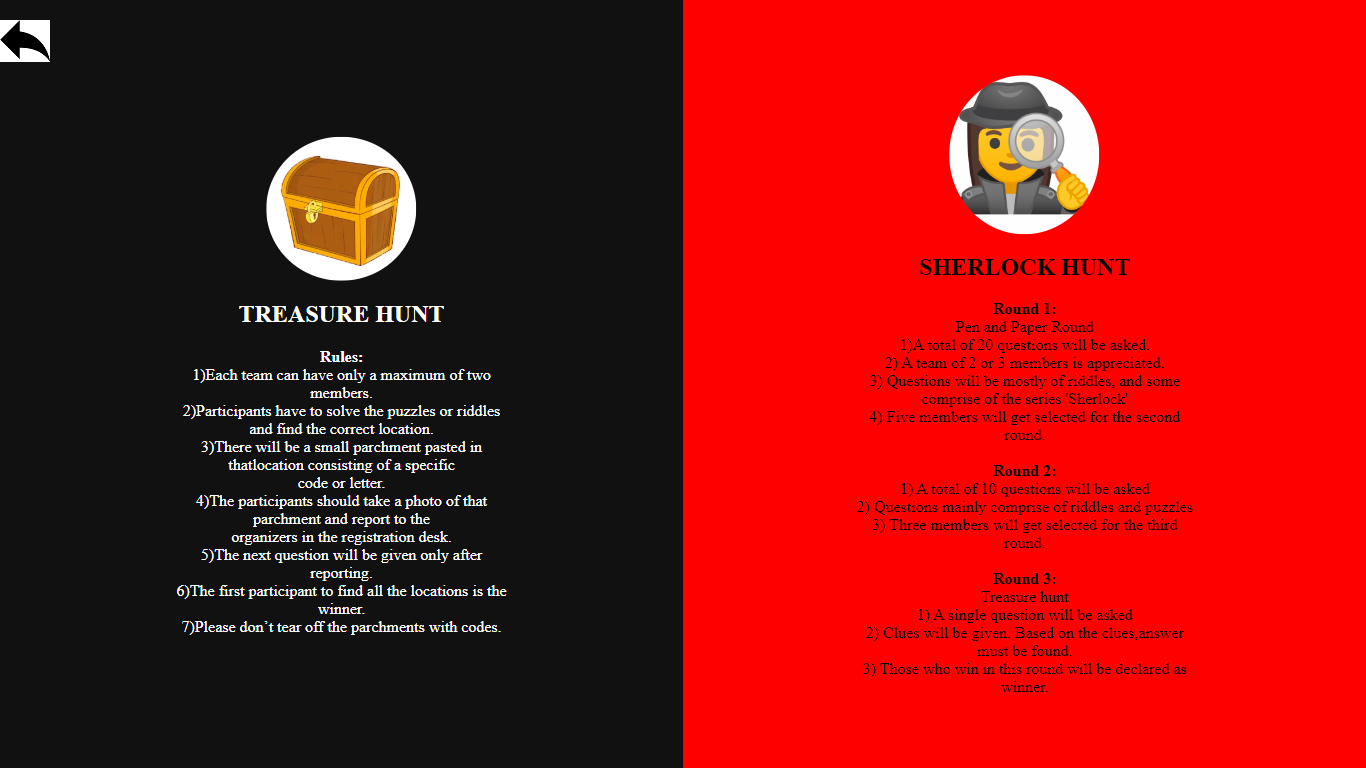 TREASURE HUNT
Rules:
1)Each team can have only a maximum of two
members.
2)Participants have to solve the puzzles or riddles
and find the correct location.
3)There will be a small parchment pasted in
thatlocation consisting of a specific
code or letter.
4)The participants should take a photo of that
parchment and report to the
organizers in the registration desk.
5)The next question will be given only after
reporting.
6)The first participant to find all the locations is the
winner.
7)Please don’t tear off the parchments with codes.
SHERLOCK HUNT
Round 1:
Pen and Paper Round
1)A total of 20 questions will be asked.
2) A team of 2 or 3 members is appreciated.
3) Questions will be mostly of riddles, and some
comprise of the series 'Sherlock'
4) Five members will get selected for the second
round.
Round 2:
1) A total of 10 questions will be asked
2) Questions mainly comprise of riddles and puzzles
3) Three members will get selected for the third
round.
Round 3:
Treasure hunt
1) A single question will be asked
2) Clues will be given. Based on the clues,answer
must be found.
3) Those who win in this round will be declared as
winner.